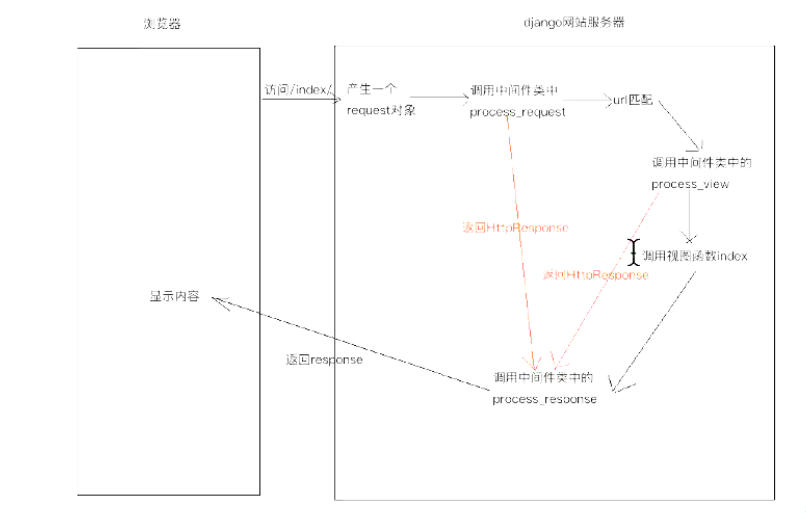 浏览器
django网站服务器
访问/index/
产生一个
request对象
调用中间件类中
process_request
url匹配
调用中间件类中的
process_view
返回HttpResponse
调用视图函数index
返回HttpResponse
显示内容
返回response
调用中间件类中的
process_response